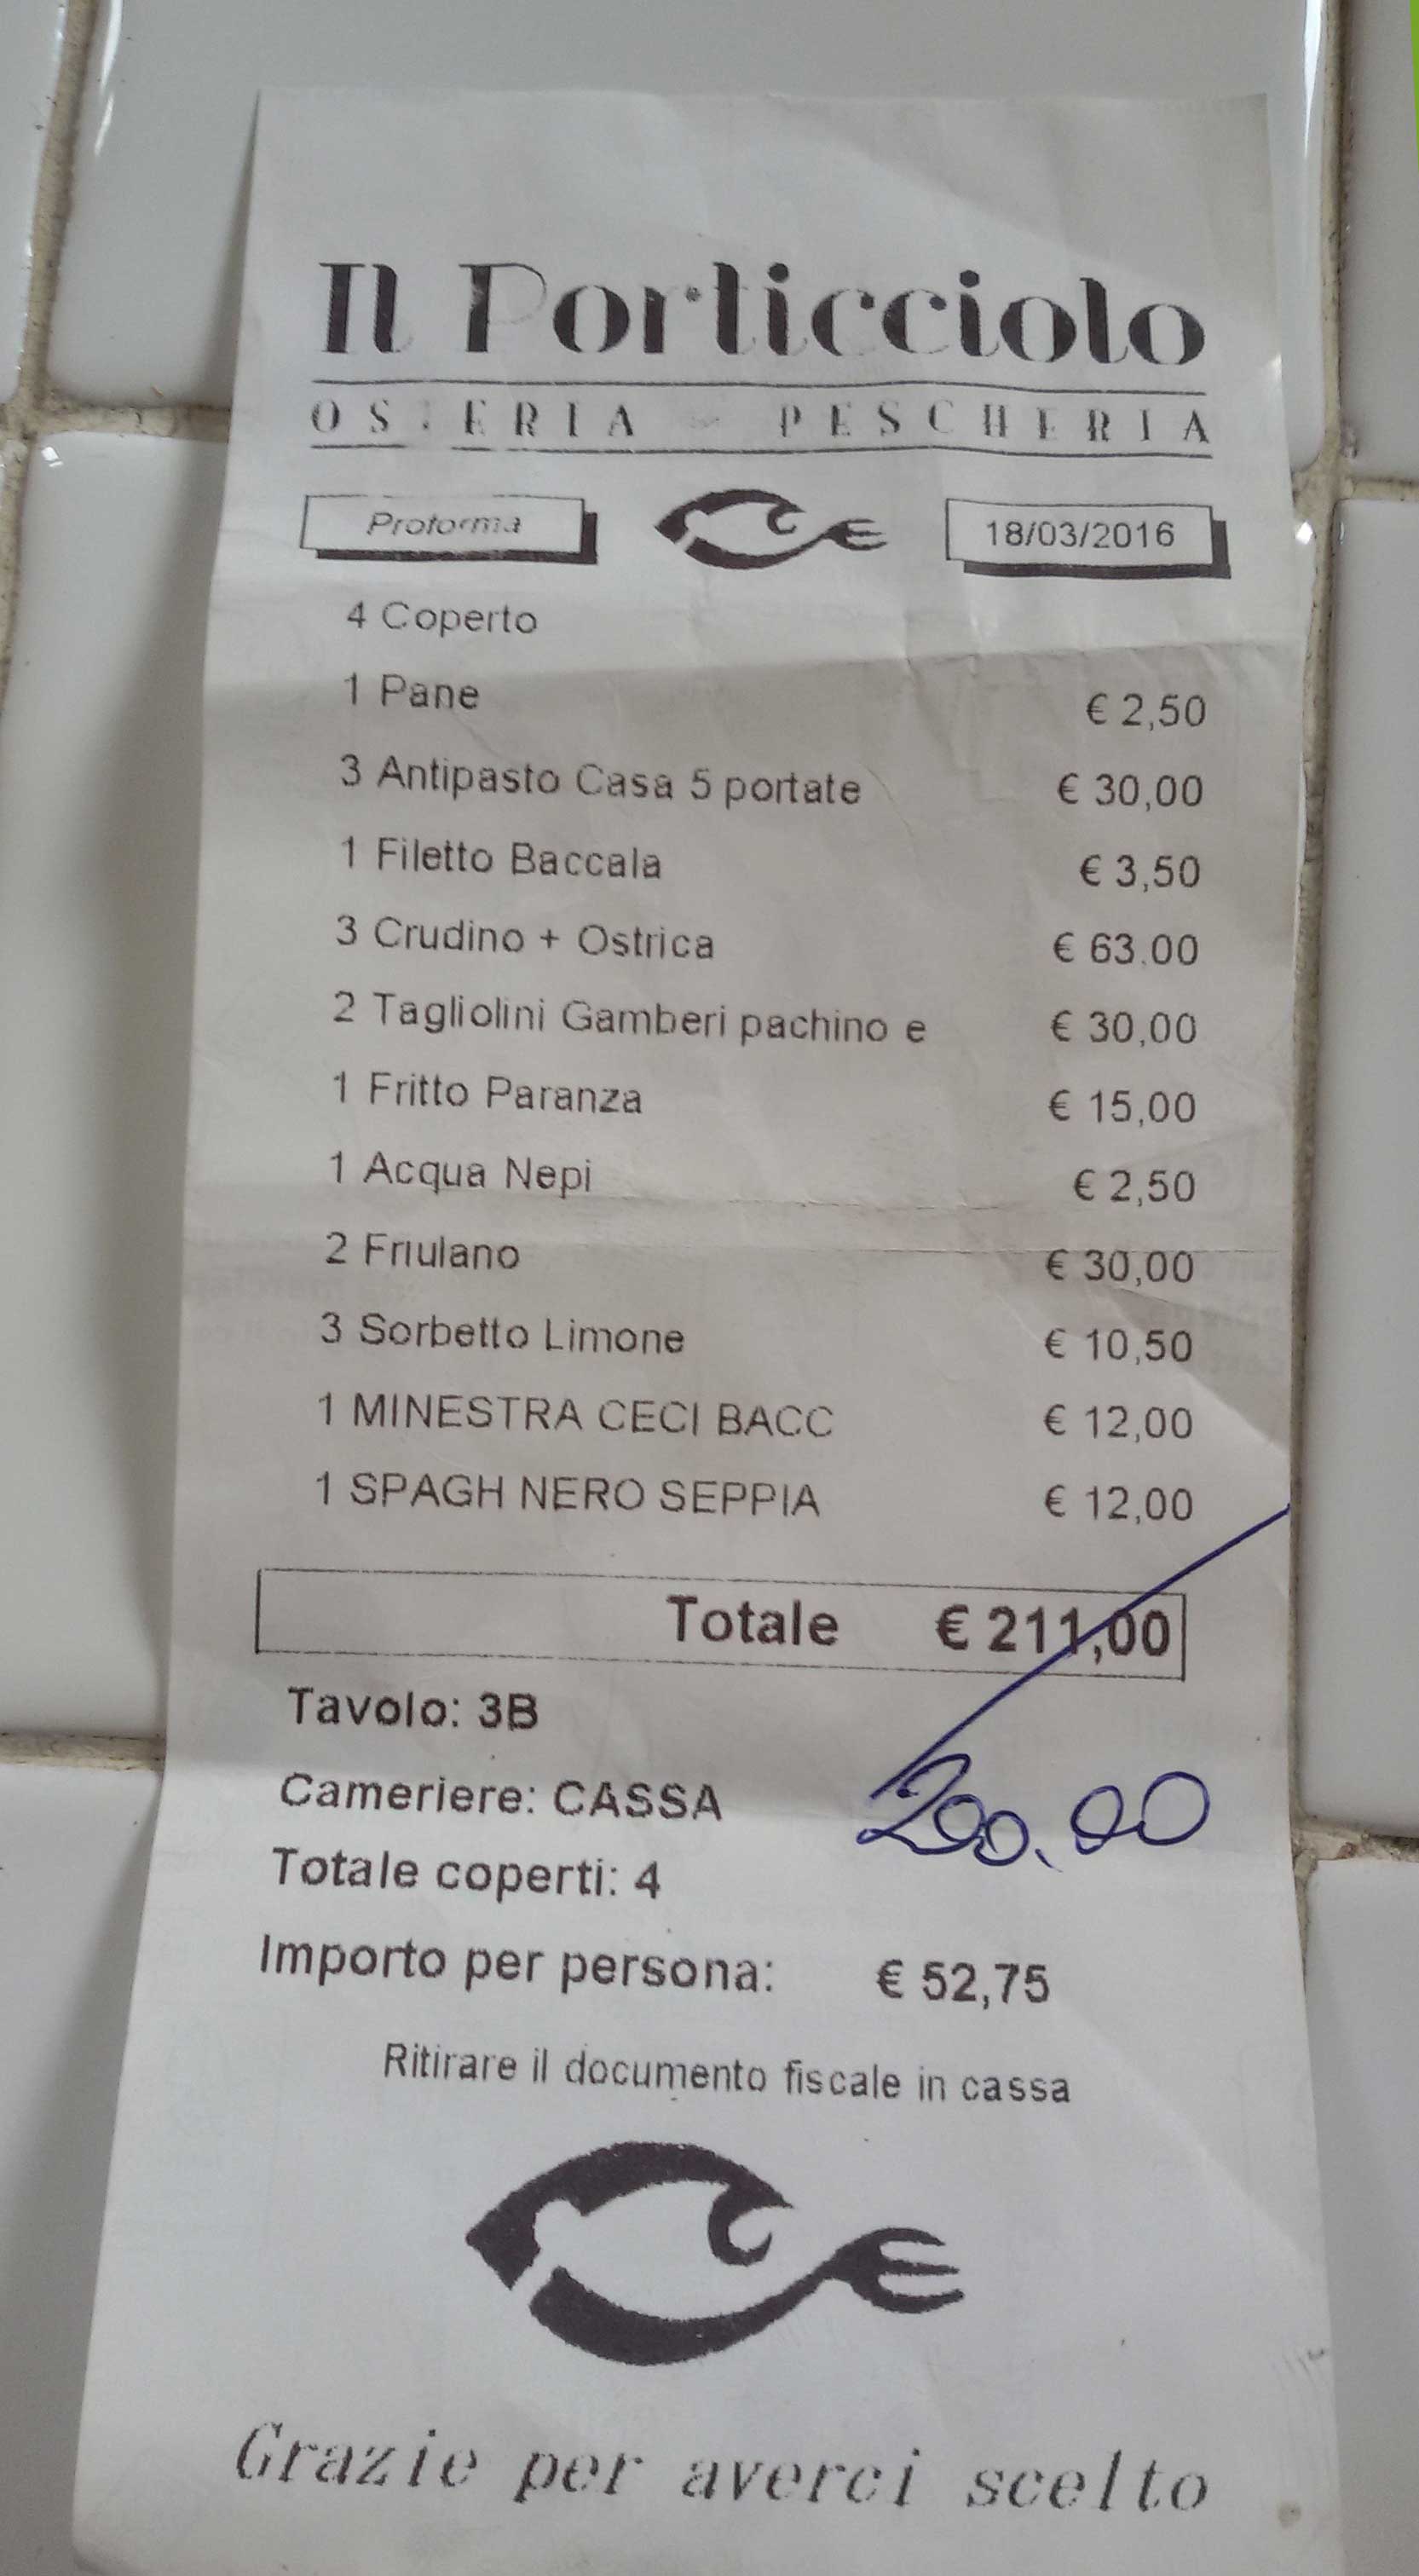 Il Porticciolo
OSTERIA - PESCHERIA
Proforma 18/03/2016
4 Coperto
1 Pane € 2,50
3 Antipasto Casa 5 portate € 30,00
1 Filetto Baccala € 3,50
3 Crudino + Ostrica € 63,00
2 Tagliolini Gamberi pachino e € 30,00
1 Fritto Paranza € 15,00
1 Acqua Nepi € 2,50
2 Friulano € 30,00
3 Sorbetto Limone € 10,50
1 MINESTRA CECI BACC € 12,00
1 SPAGH NERO SEPPIA € 12,00
Totale € 211,00
Tavolo: 3B
Cameriere: CASSA
200.00
Totale coperti: 4
Importo per persona: € 52,75
Ritirare il documento fiscale in cassa
Grazie per averci scelto